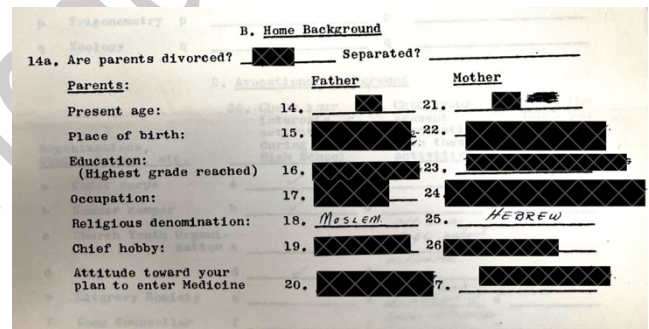 B. Home Background
14a. Are parents divorced? Separated?
Parents: Father Mother
Present age: 14. 21.
Place of birth: 15. 22.
Education:
(Highest grade reached) 16. 23.
Occupation: 17. 24.
Religious denomination: 18. MOSLEM. 25. HEBREW
Chief hobby: 19. 26
Attitude toward your
plan to enter Medicine 20. 7.